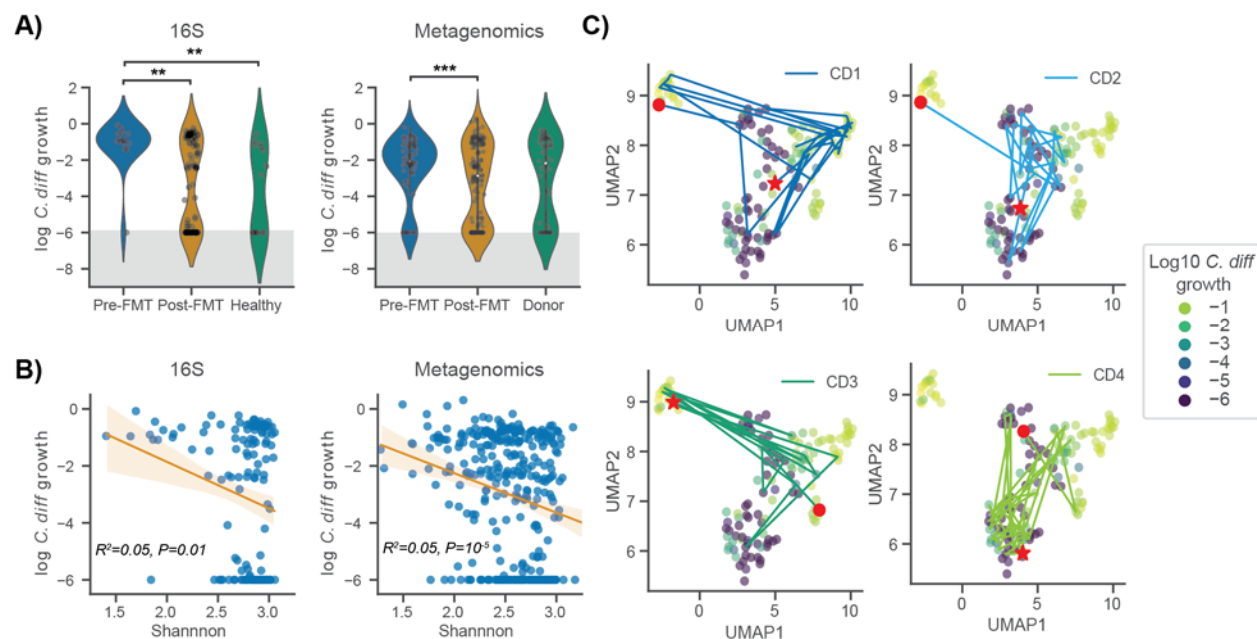 A)
16S
**
**
log C. diff growth
2
0
−2
−4
−6
−8
Pre-FMT Post-FMT Healthy
Metagenomics
***
log C. diff growth
2
0
−2
−4
−6
−8
Pre-FMT Post-FMT Donor
B)
16S
log C. diff growth
0
−2
−4
−6
R²=0.05, P=0.01
1.5 2.0 2.5 3.0
Shannnon
Metagenomics
log C. diff growth
0
−2
−4
−6
R²=0.05, P=10⁻⁵
1.5 2.0 2.5 3.0
Shannon
C)
CD1
UMAP2
9
8
7
6
0 5 10
UMAP1
CD2
UMAP2
9
8
7
6
0 5 10
UMAP1
CD3
UMAP2
9
8
7
6
0 5 10
UMAP1
CD4
UMAP2
9
8
7
6
0 5 10
UMAP1
Log10 C. diff
growth
−1
−2
−3
−4
−5
−6